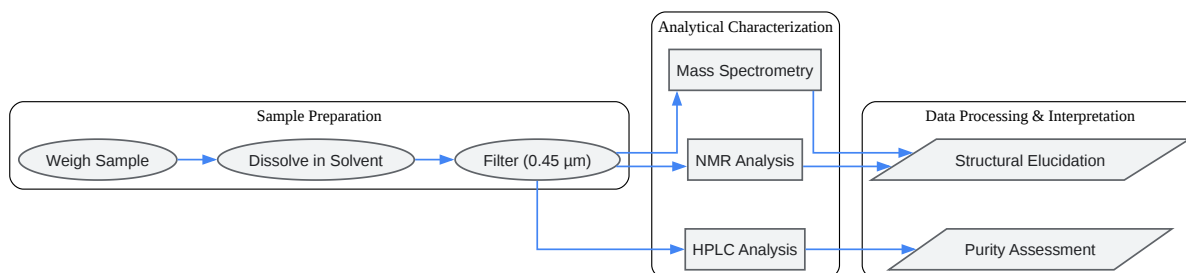 Sample Preparation
Weigh Sample
Dissolve in Solvent
Filter (0.45 µm)
Analytical Characterization
Mass Spectrometry
NMR Analysis
HPLC Analysis
Data Processing & Interpretation
Structural Elucidation
Purity Assessment